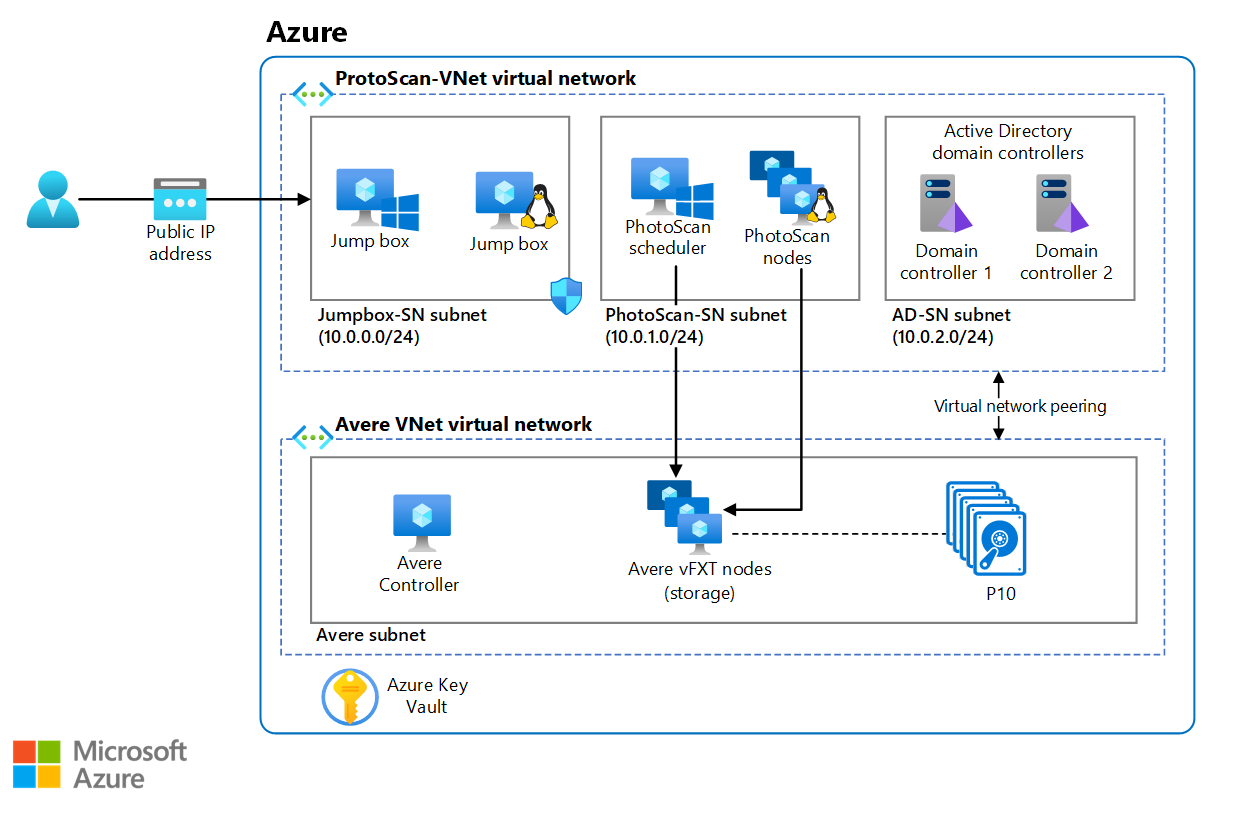 Azure
ProtoScan-VNet virtual network
Public IP
address
Jump box
Jump box
Jumpbox-SN subnet
(10.0.0.0/24)
PhotoScan
scheduler
PhotoScan
nodes
PhotoScan-SN subnet
(10.0.1.0/24)
Active Directory
domain controllers
Domain
controller 1
Domain
controller 2
AD-SN subnet
(10.0.2.0/24)
Virtual network peering
Avere VNet virtual network
Avere
Controller
Avere vFXT nodes
(storage)
P10
Avere subnet
Azure Key
Vault
Microsoft
Azure